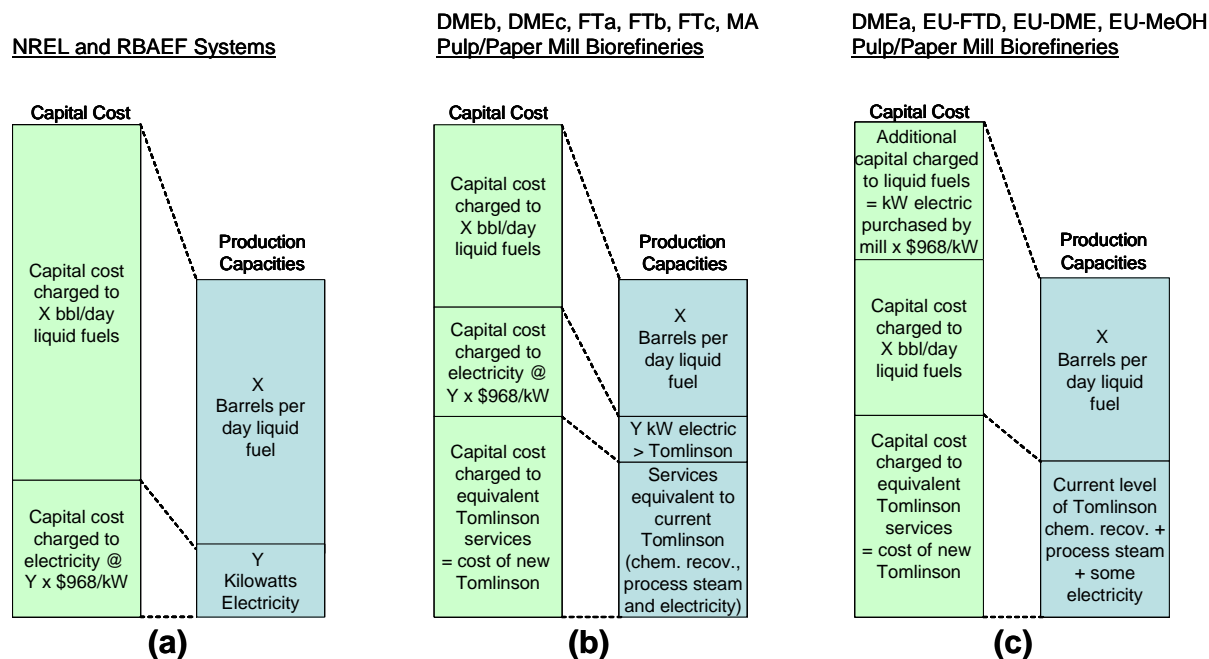 NREL and RBAEF Systems
Capital Cost
Capital cost
charged to
X bbl/day
liquid fuels
Capital cost
charged to
electricity @
Y x $968/kW
Production
Capacities
X
Barrels per
day liquid
fuel
Y
Kilowatts
Electricity
(a)
DMEb, DMEc, FTa, FTb, FTc, MA
Pulp/Paper Mill Biorefineries
Capital Cost
Capital cost
charged to
X bbl/day
liquid fuels
Capital cost
charged to
electricity @
Y x $968/kW
Capital cost
charged to
equivalent
Tomlinson
services
= cost of new
Tomlinson
Production
Capacities
X
Barrels per
day liquid
fuel
Y kW electric
> Tomlinson
Services
equivalent to
current
Tomlinson
(chem. recov.,
process steam
and electricity)
(b)
DMEa, EU-FTD, EU-DME, EU-MeOH
Pulp/Paper Mill Biorefineries
Capital Cost
Additional
capital charged
to liquid fuels
= kW electric
purchased by
mill x $968/kW
Capital cost
charged to
X bbl/day
liquid fuels
Capital cost
charged to
equivalent
Tomlinson
services
= cost of new
Tomlinson
Production
Capacities
X
Barrels per
day liquid
fuel
Current level
of Tomlinson
chem. recov. +
process steam
+ some
electricity
(c)